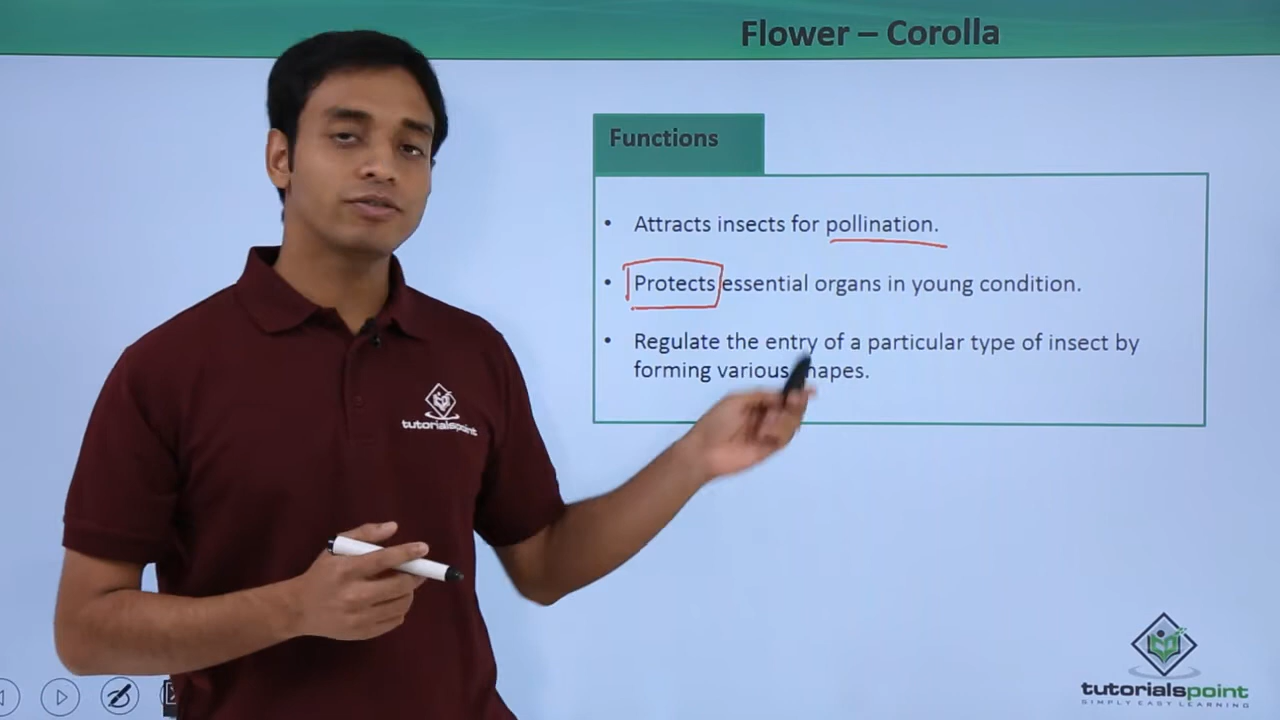 Flower – Corolla
Functions
• Attracts insects for pollination.
• Protects essential organs in young condition.
• Regulate the entry of a particular type of insect by
forming various shapes.
tutorialspoint
tutorialspoint
SIMPLY EASY LEARNING